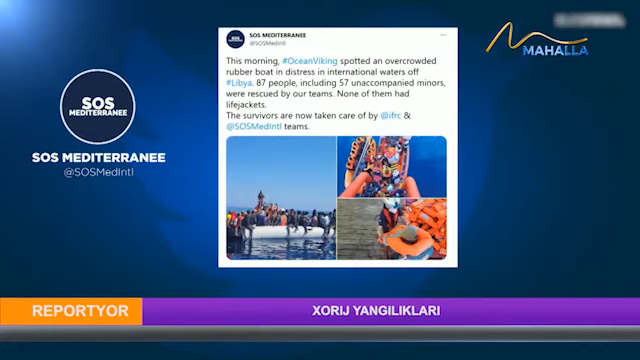 SOS MEDITERRANEE
@SOSMedIntl
This morning, #OceanViking spotted an overcrowded
rubber boat in distress in international waters off
#Libya. 87 people, including 57 unaccompanied minors,
were rescued by our teams. None of them had
lifejackets.
The survivors are now taken care of by @ifrc &
@SOSMedIntl teams.
MAHALLA
SOS
MEDITERRANEE
SOS MEDITERRANEE
@SOSMedIntl
REPORTYOR
XORIJ YANGILIKLARI